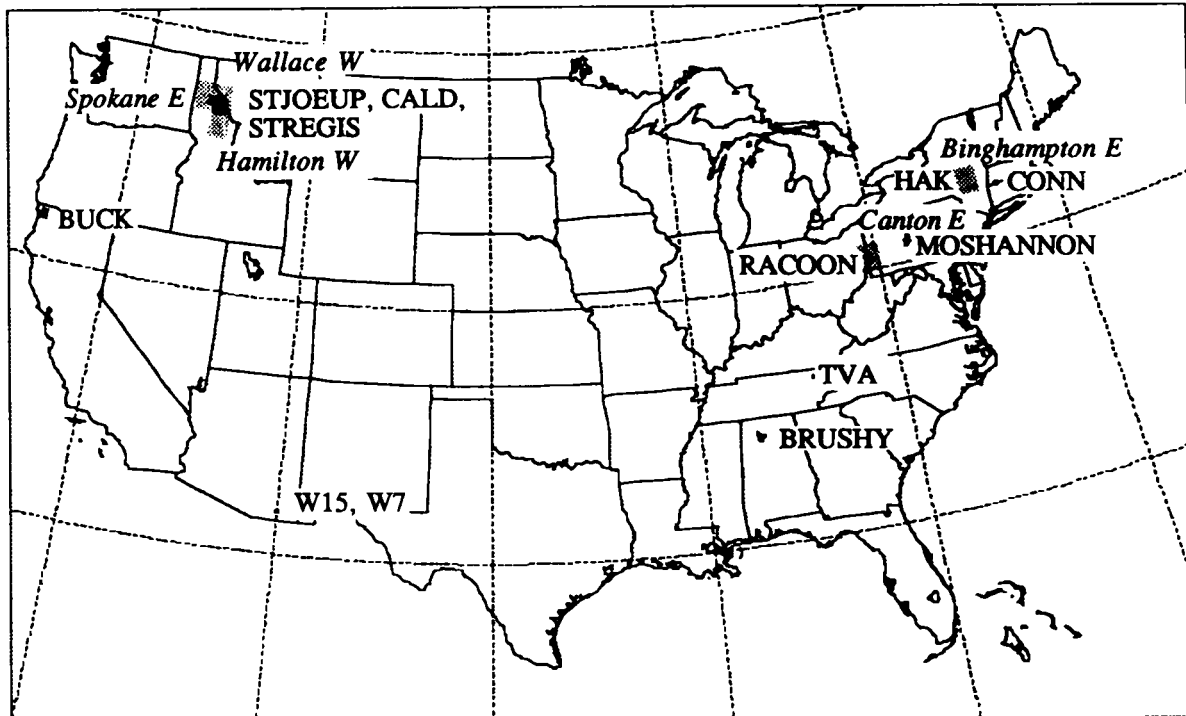 Wallace W
Spokane E
STJOEUP, CALD,
STREGIS
Hamilton W
BUCK
Binghampton E
HAK
CONN
Canton E
MOSHANNON
RACOON
TVA
BRUSHY
W15, W7